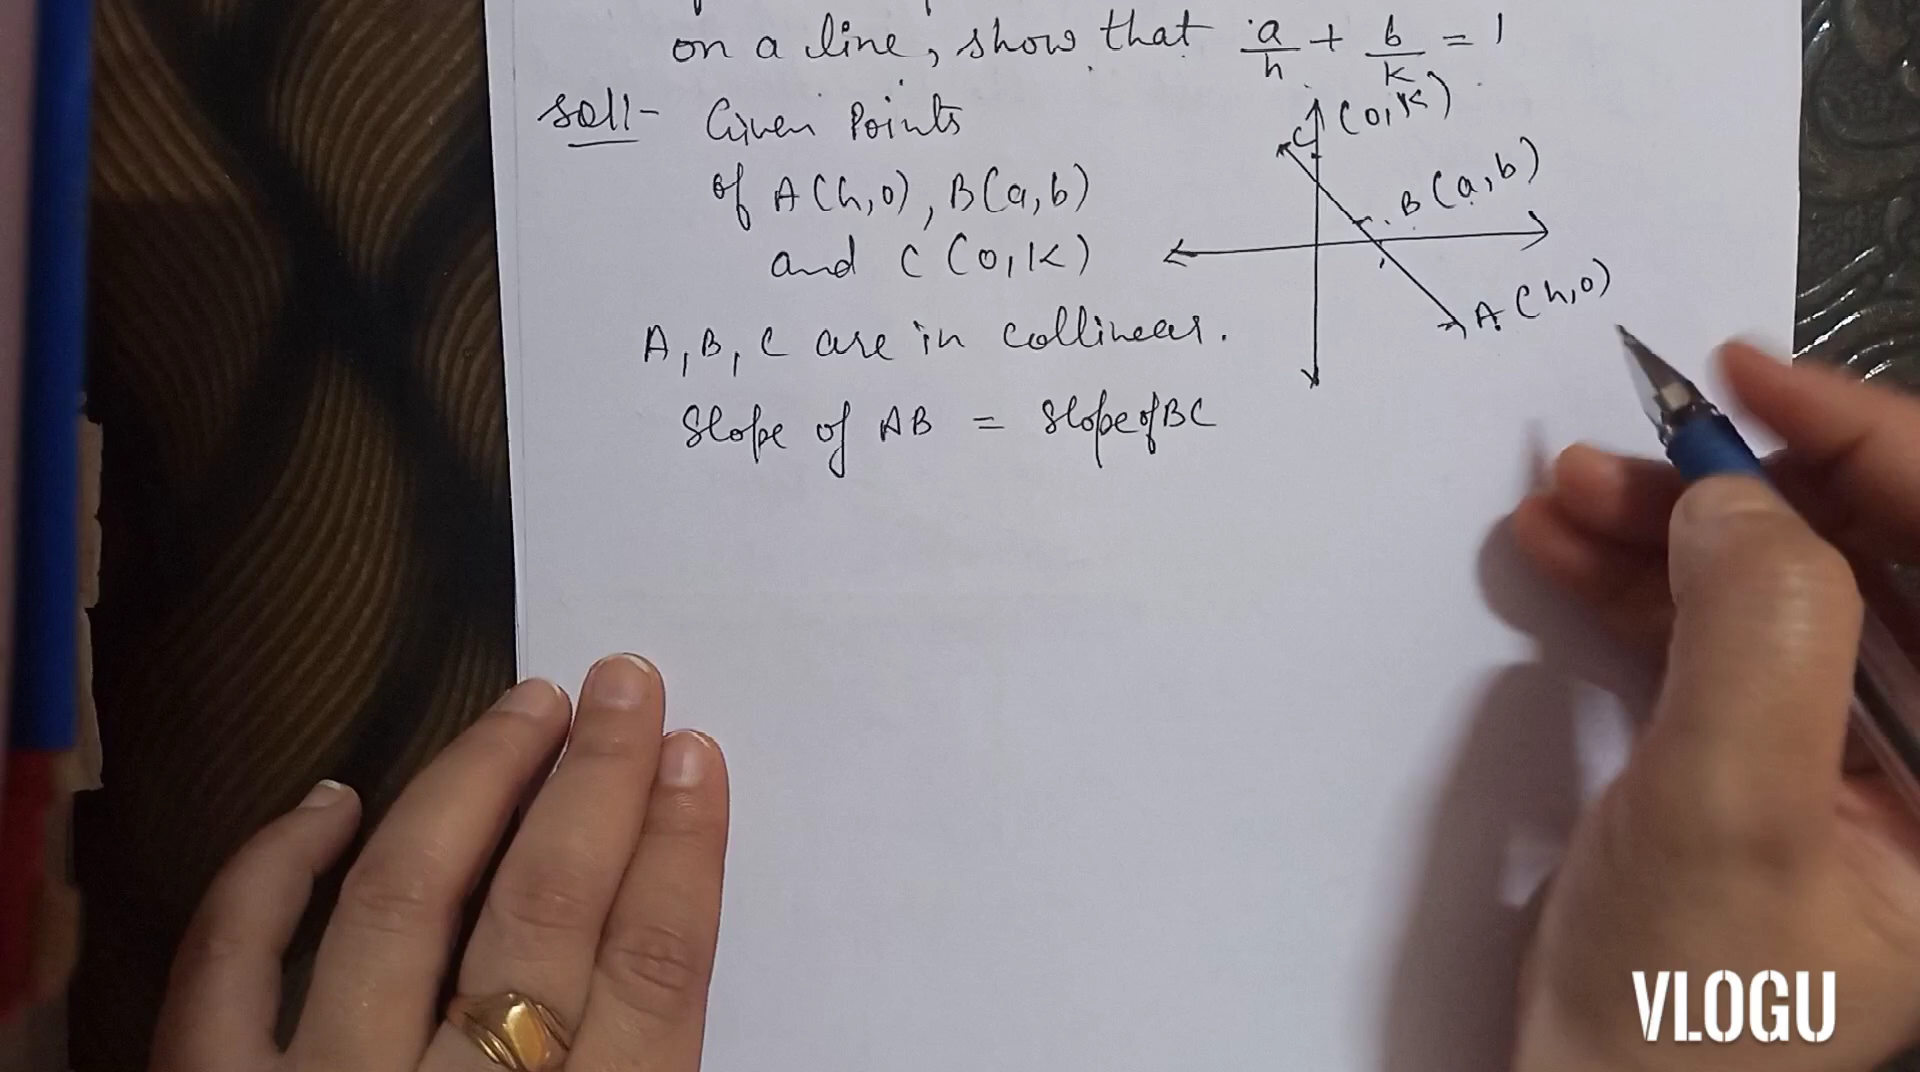 on a line, show that a/h + b/k = 1
Soll- Given Points
of A(h,0), B(a,b)
and C(0,K)
A, B, C are in collinear.
Slope of AB = Slope of BC
C (0,K)
B(a,b)
A(h,0)
VLOGU